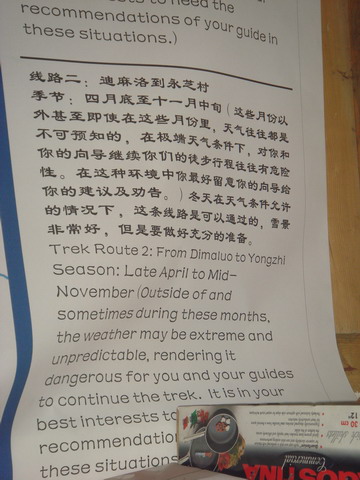 recommendations of your guide in
these situations.)
线路二：迪麻洛到永芝村
季节：四月底至十一月中旬（这些月份以
外甚至即使在这些月份里，天气往往都是
不可预知的，在极端天气条件下，对你和
你的向导继续你们的徒步行程往往有危险
性。在这种环境中你最好留意你的向导给
你的建议及劝告。）冬天在天气条件允许
的情况下，这条线路是可以通过的，雪景
非常好，但是要做好充分的准备。
Trek Route 2: From Dimaluo to Yongzhi
Season: Late April to Mid-
November (Outside of and
sometimes during these months,
the weather may be extreme and
unpredictable, rendering it
dangerous for you and your guides
to continue the trek. It is in your
best interests to
recommendation
these situations
30 cm
12"
Commercial